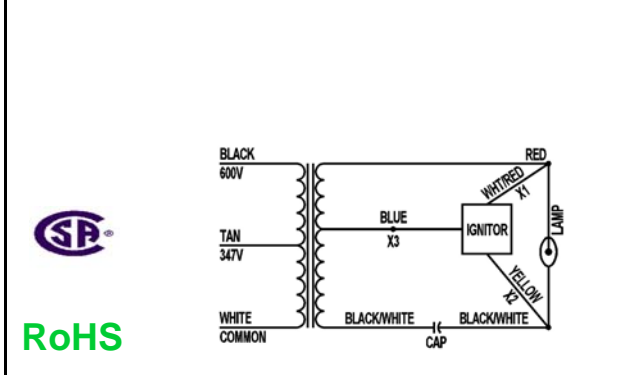 BLACK
600V
RED
WHT/RED
X1
LAMP
BLUE
X3
IGNITOR
TAN
347V
YELLOW
X2
WHITE
COMMON
BLACK/WHITE
CAP
BLACK/WHITE
SA
RoHS